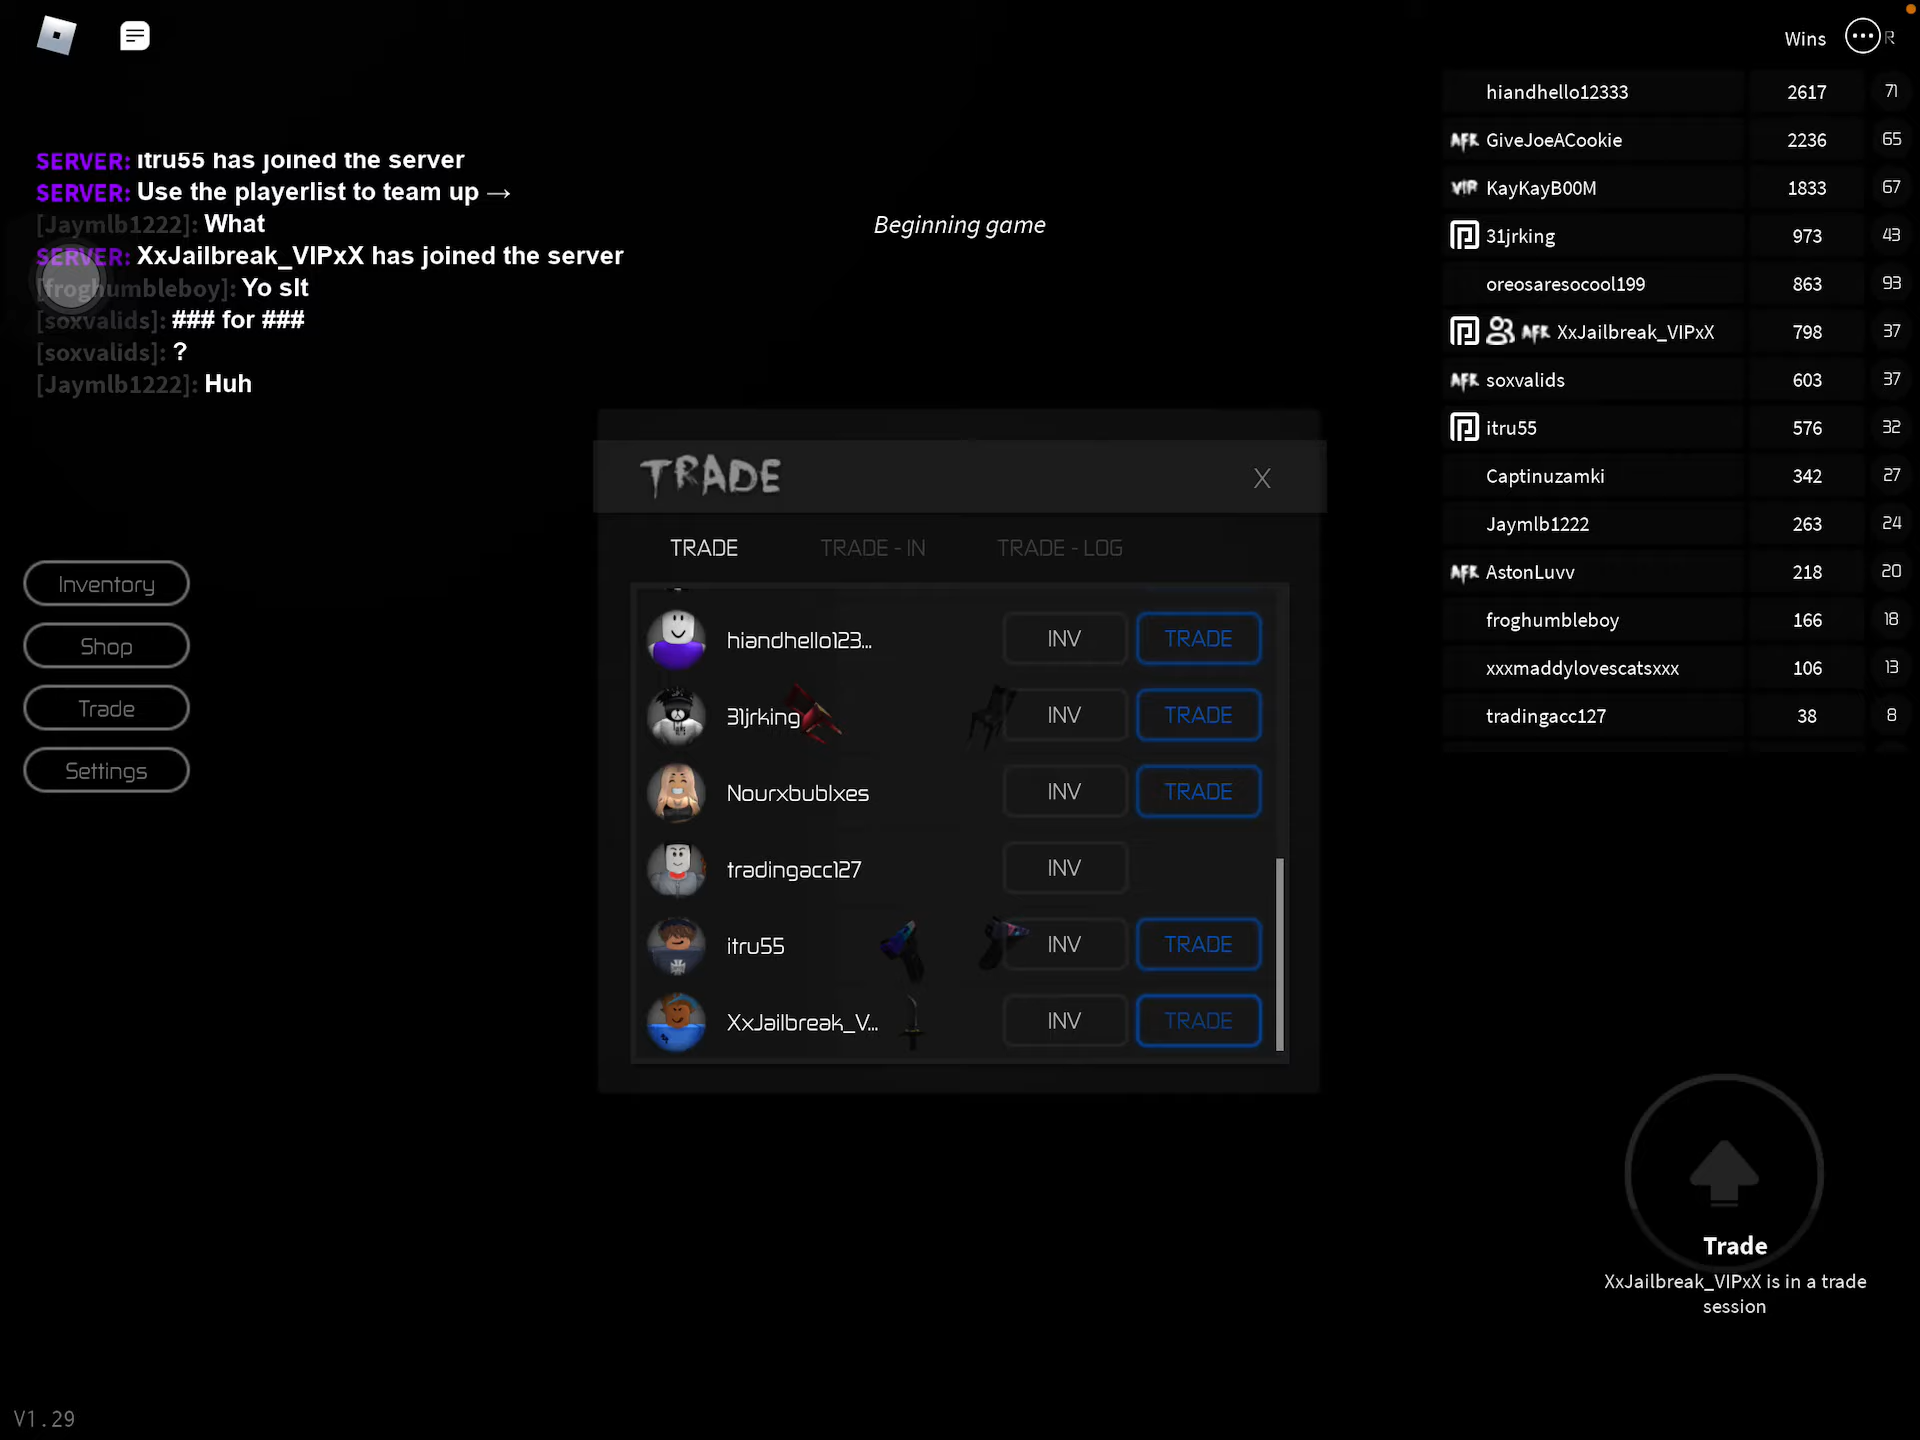 Wins
R
SERVER: itru55 has joined the server
SERVER: Use the playerlist to team up →
[Jaymlb1222]: What
SERVER: XxJailbreak_VIPxX has joined the server
[froghumbleboy]: Yo slt
[soxvalids]: ### for ###
[soxvalids]: ?
[Jaymlb1222]: Huh
Beginning game
hiandhello12333 2617 71
AFK GiveJoeACookie 2236 65
VIP KayKayB00M 1833 67
31jrking 973 43
oreosaresocool199 863 93
AFK XxJailbreak_VIPxX 798 37
AFK soxvalids 603 37
itru55 576 32
Captinuzamki 342 27
Jaymlb1222 263 24
AFK AstonLuvv 218 20
froghumbleboy 166 18
xxxmaddylovescatsxxx 106 13
tradingacc127 38 8
Inventory
Shop
Trade
Settings
TRADE X
TRADE TRADE - IN TRADE - LOG
hiandhello123... INV TRADE
31jrking INV TRADE
Nourxbublxes INV TRADE
tradingacc127 INV
itru55 INV TRADE
XxJailbreak_V... INV TRADE
Trade
XxJailbreak_VIPxX is in a trade
session
V1.29